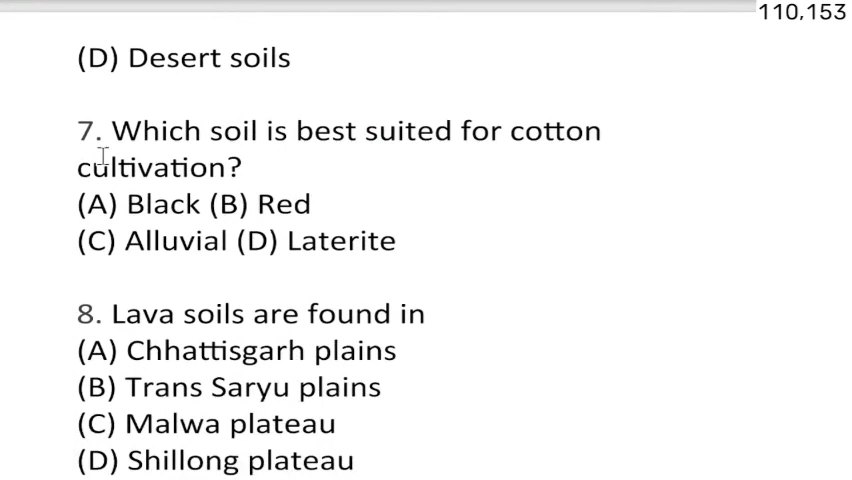 110,153
(D) Desert soils
7. Which soil is best suited for cotton
cultivation?
(A) Black (B) Red
(C) Alluvial (D) Laterite
8. Lava soils are found in
(A) Chhattisgarh plains
(B) Trans Saryu plains
(C) Malwa plateau
(D) Shillong plateau